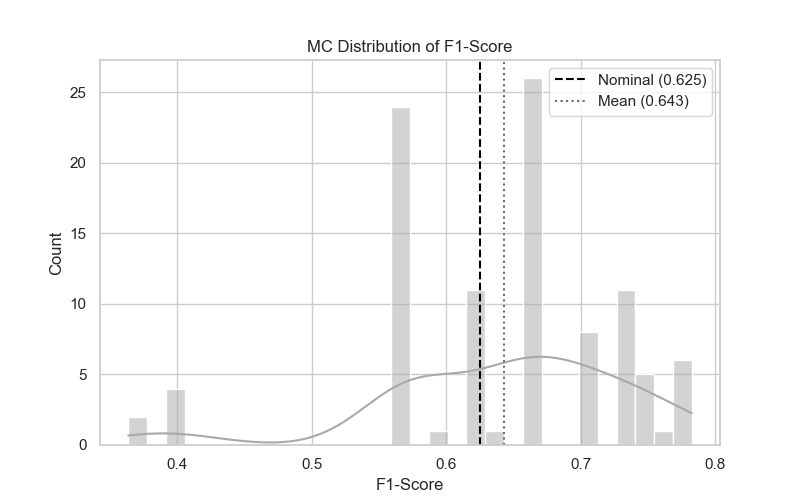 MC Distribution of F1-Score
Nominal (0.625)
Mean (0.643)
25
20
15
10
5
0
Count
0.4 0.5 0.6 0.7 0.8
F1-Score